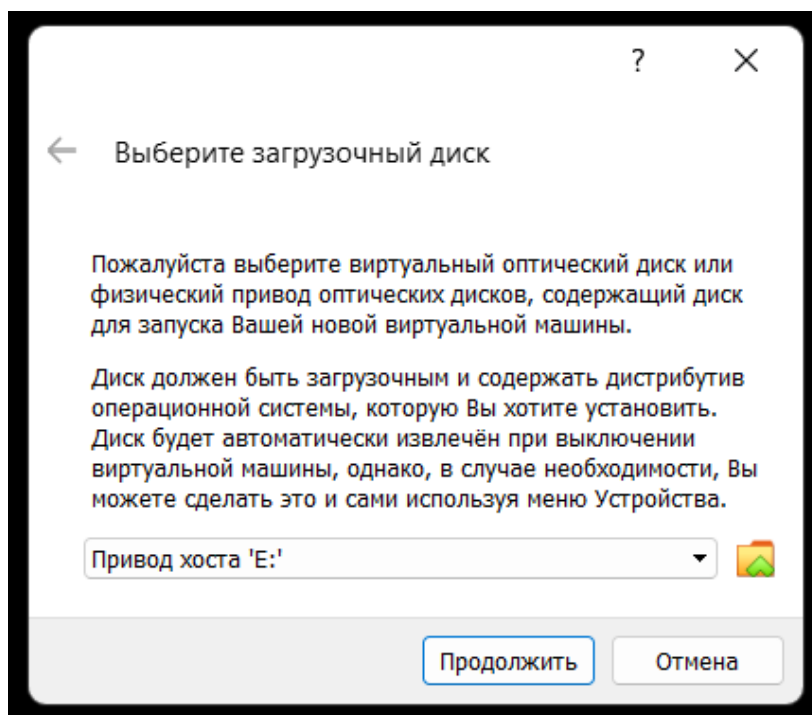 ?
Выберите загрузочный диск
Пожалуйста выберите виртуальный оптический диск или
физический привод оптических дисков, содержащий диск
для запуска Вашей новой виртуальной машины.
Диск должен быть загрузочным и содержать дистрибутив
операционной системы, которую Вы хотите установить.
Диск будет автоматически извлечён при выключении
виртуальной машины, однако, в случае необходимости, Вы
можете сделать это и сами используя меню Устройства.
Привод хоста 'E:'
Продолжить
Отмена